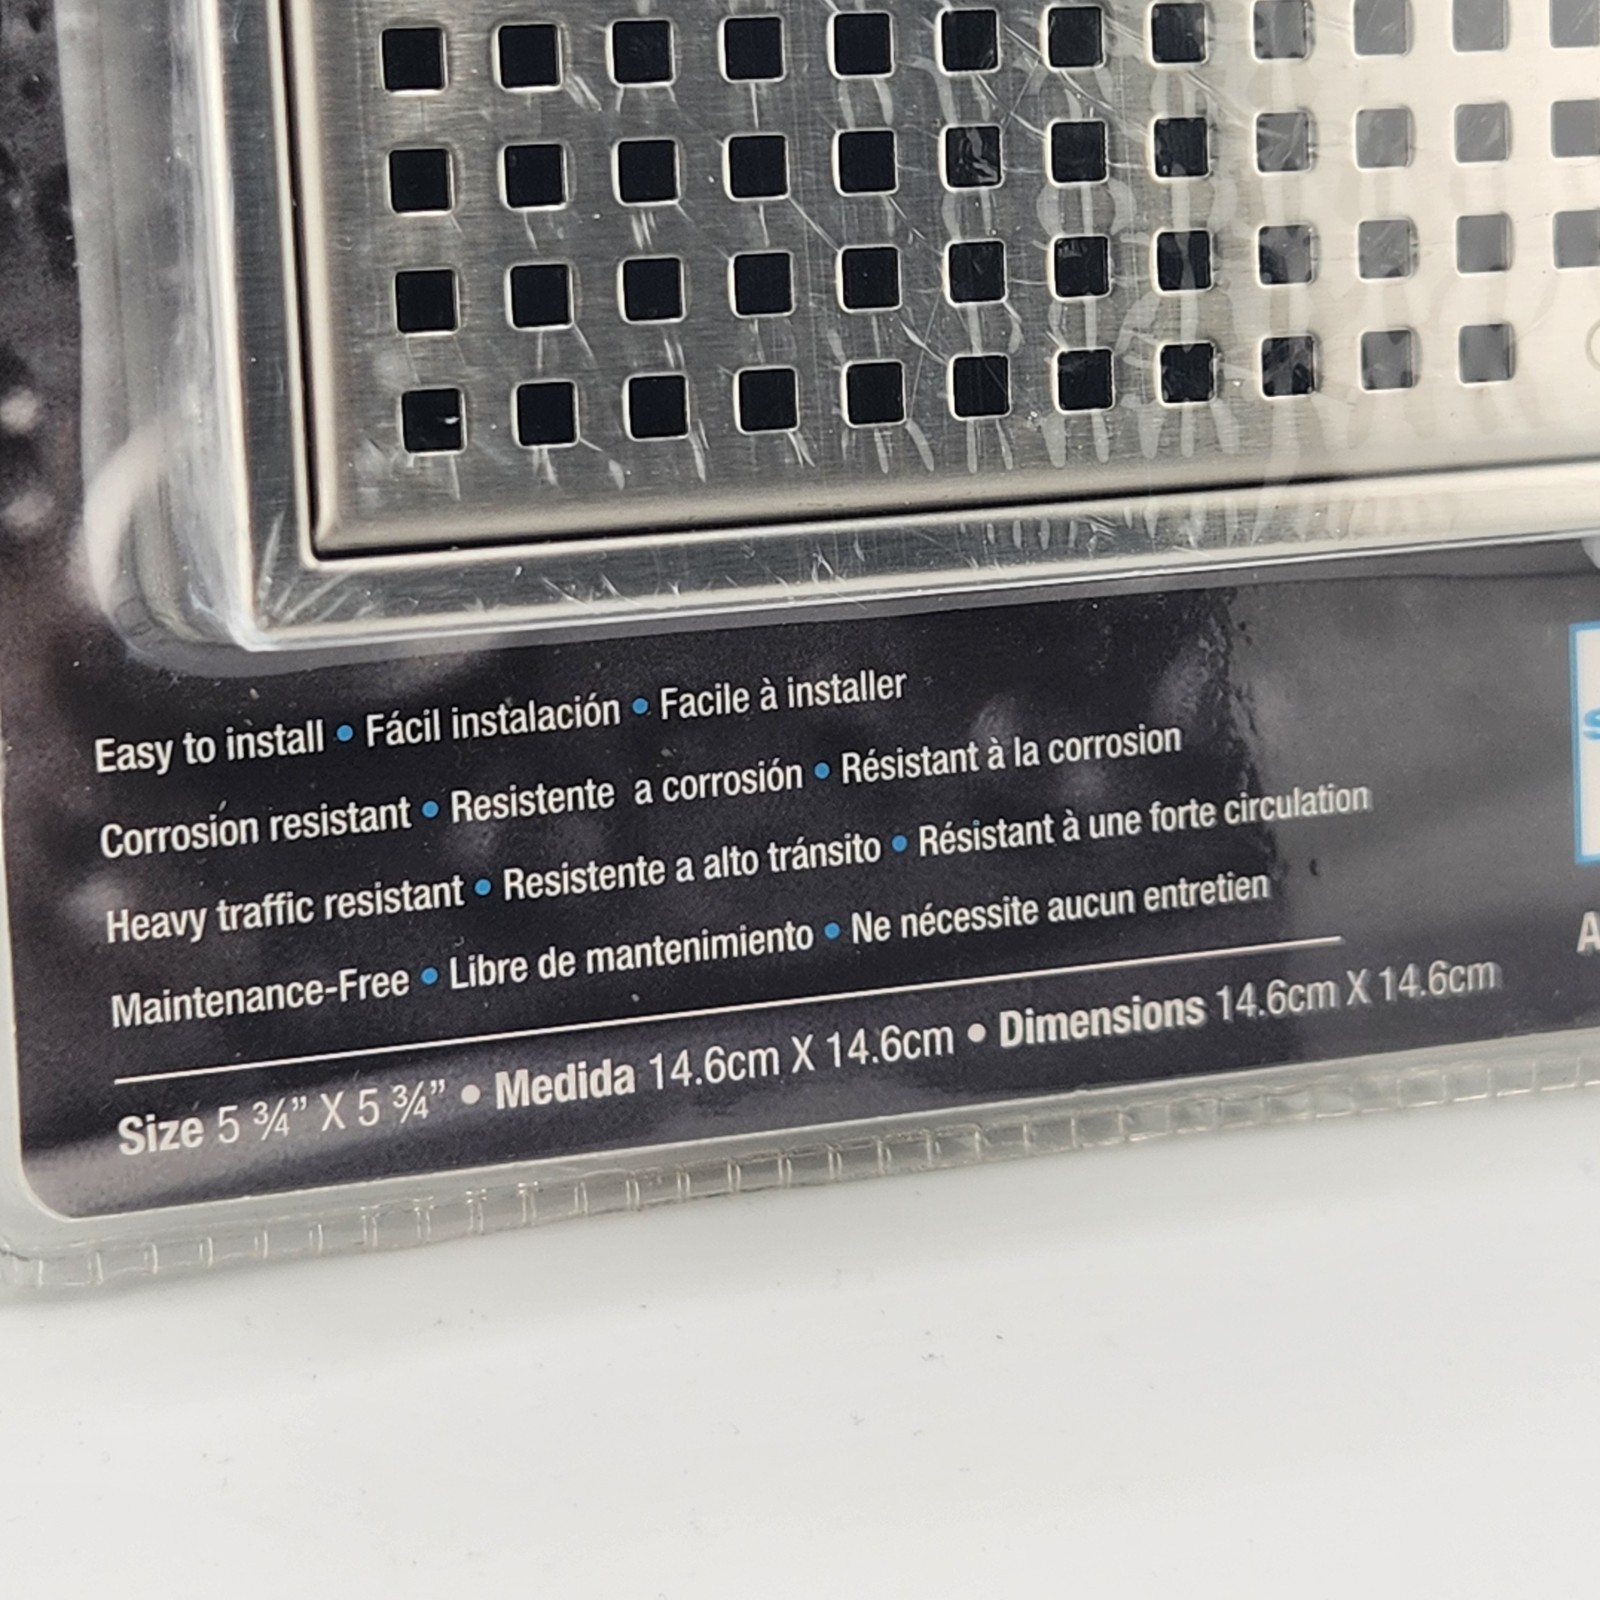 Easy to install • Fácil instalación • Facile à installer
Corrosion resistant • Resistente a corrosión • Résistant à la corrosion
Heavy traffic resistant • Resistente a alto tránsito • Résistant à une forte circulation
Maintenance-Free • Libre de mantenimiento • Ne nécessite aucun entretien
Size 5 ¾” X 5 ¾” • Medida 14.6cm X 14.6cm • Dimensions 14.6cm X 14.6cm